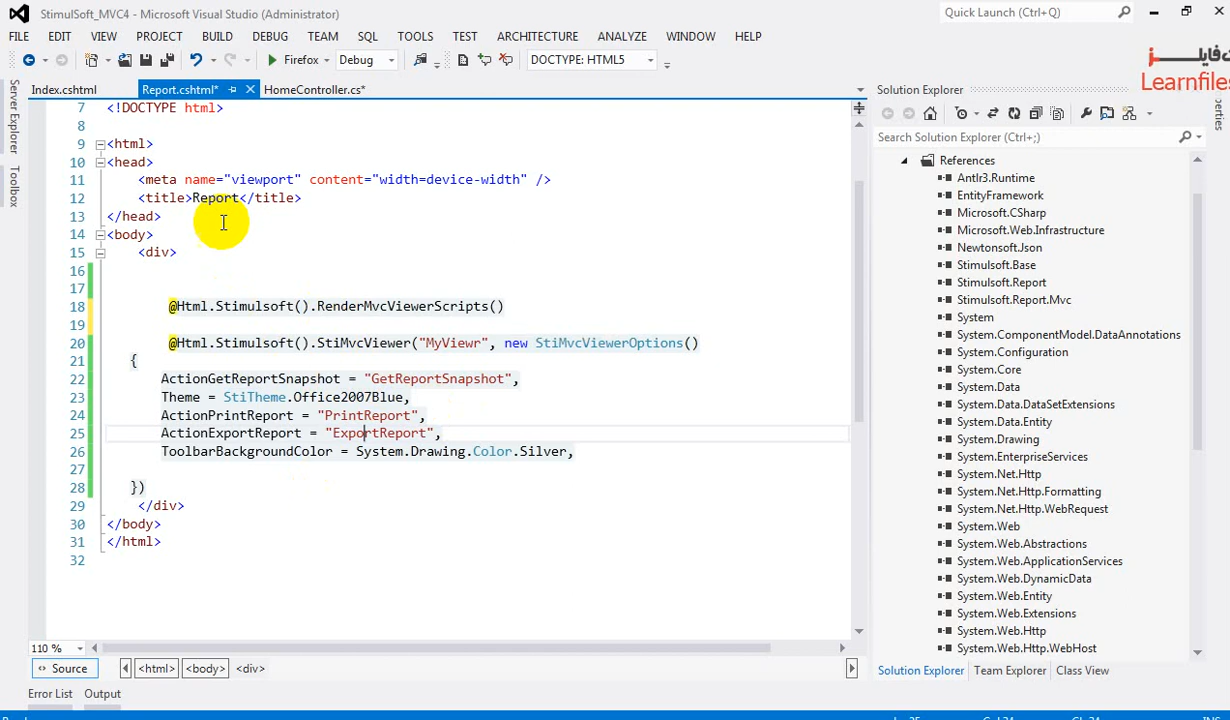 StimulSoft_MVC4 - Microsoft Visual Studio (Administrator)
Quick Launch (Ctrl+Q)
FILE EDIT VIEW PROJECT BUILD DEBUG TEAM SQL TOOLS TEST ARCHITECTURE ANALYZE WINDOW HELP
Firefox Debug DOCTYPE: HTML5
Learnfiles
Index.cshtml Report.cshtml* HomeController.cs*
Server Explorer
Toolbox
7 <!DOCTYPE html>
8
9 <html>
10 <head>
11 <meta name="viewport" content="width=device-width" />
12 <title>Report</title>
13 </head>
14 <body>
15 <div>
16
17
18 @Html.Stimulsoft().RenderMvcViewerScripts()
19
20 @Html.Stimulsoft().StiMvcViewer("MyViewr", new StiMvcViewerOptions()
21 {
22 ActionGetReportSnapshot = "GetReportSnapshot",
23 Theme = StiTheme.Office2007Blue,
24 ActionPrintReport = "PrintReport",
25 ActionExportReport = "ExportReport",
26 ToolbarBackgroundColor = System.Drawing.Color.Silver,
27
28 })
29 </div>
30 </body>
31 </html>
32
110 %
Source <html> <body> <div>
Error List Output
Solution Explorer
Search Solution Explorer (Ctrl+;)
References
Antlr3.Runtime
EntityFramework
Microsoft.CSharp
Microsoft.Web.Infrastructure
Newtonsoft.Json
Stimulsoft.Base
Stimulsoft.Report
Stimulsoft.Report.Mvc
System
System.ComponentModel.DataAnnotations
System.Configuration
System.Core
System.Data
System.Data.DataSetExtensions
System.Drawing
System.EnterpriseServices
System.Net.Http
System.Net.Http.Formatting
System.Net.Http.WebRequest
System.Web
System.Web.Abstractions
System.Web.ApplicationServices
System.Web.DynamicData
System.Web.Entity
System.Web.Extensions
System.Web.Http
System.Web.Http.WebHost
Solution Explorer Team Explorer Class View